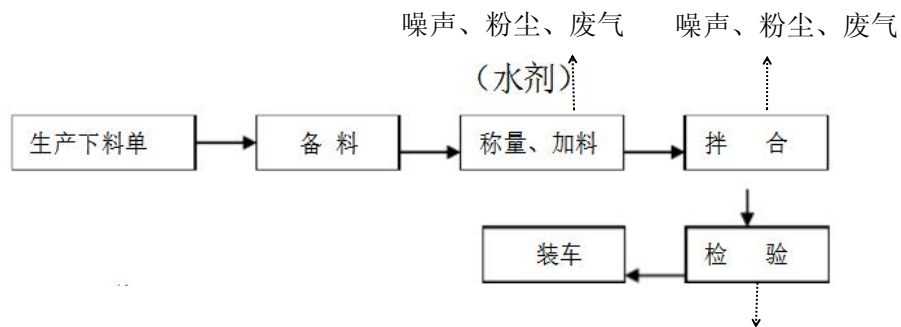 噪声、粉尘、废气 噪声、粉尘、废气
（水剂）
生产下料单 备 料 称量、加料 拌 合
装车 检 验